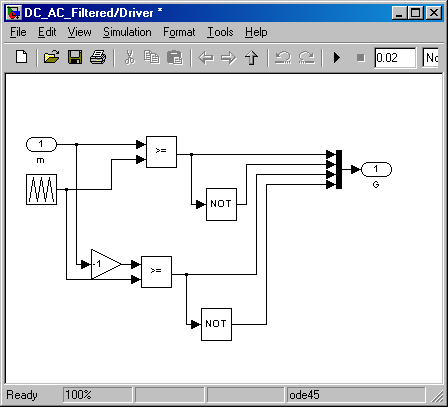 DC_AC_Filtered/Driver *
File Edit View Simulation Format Tools Help
0.02 No
1
m
>=
1
G
NOT
-1
>=
NOT
Ready 100% ode45